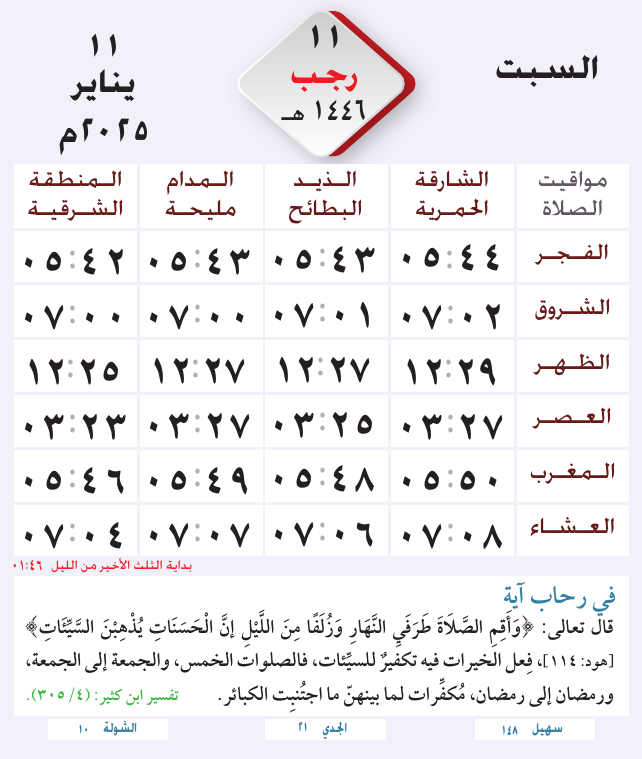 السبت
١١
رجب
١٤٤٦ هـ
١١
يناير
٢٠٢٥م
مواقيت الصلاة | الشارقة الحمرية | الذيد البطائح | المدام مليحة | المنطقة الشرقية
الفجر ٠٥:٤٤ ٠٥:٤٣ ٠٥:٤٣ ٠٥:٤٢
الشروق ٠٧:٠٢ ٠٧:٠١ ٠٧:٠٠ ٠٧:٠٠
الظهر ١٢:٢٩ ١٢:٢٧ ١٢:٢٧ ١٢:٢٥
العصر ٠٣:٢٧ ٠٣:٢٥ ٠٣:٢٧ ٠٣:٢٣
المغرب ٠٥:٥٠ ٠٥:٤٨ ٠٥:٤٩ ٠٥:٤٦
العشاء ٠٧:٠٨ ٠٧:٠٦ ٠٧:٠٧ ٠٧:٠٤
بداية الثلث الأخير من الليل ٠١:٤٦
في رحاب آية
قال تعالى: ﴿وَأَقِمِ الصَّلَاةَ طَرَفَيِ النَّهَارِ وَزُلَفًا مِنَ اللَّيْلِ إِنَّ الْحَسَنَاتِ يُذْهِبْنَ السَّيِّئَاتِ﴾
[هود: ١١٤]، فِعل الخيرات فيه تكفيرٌ للسيِّئات، فالصلوات الخمس، والجمعة إلى الجمعة،
ورمضان إلى رمضان، مُكفِّرات لما بينهنّ ما اجتُنِبت الكبائر. تفسير ابن كثير: (٤/ ٣٠٥).
سهيل ١٤٨ الجدي ٢١ الشولة ١٠